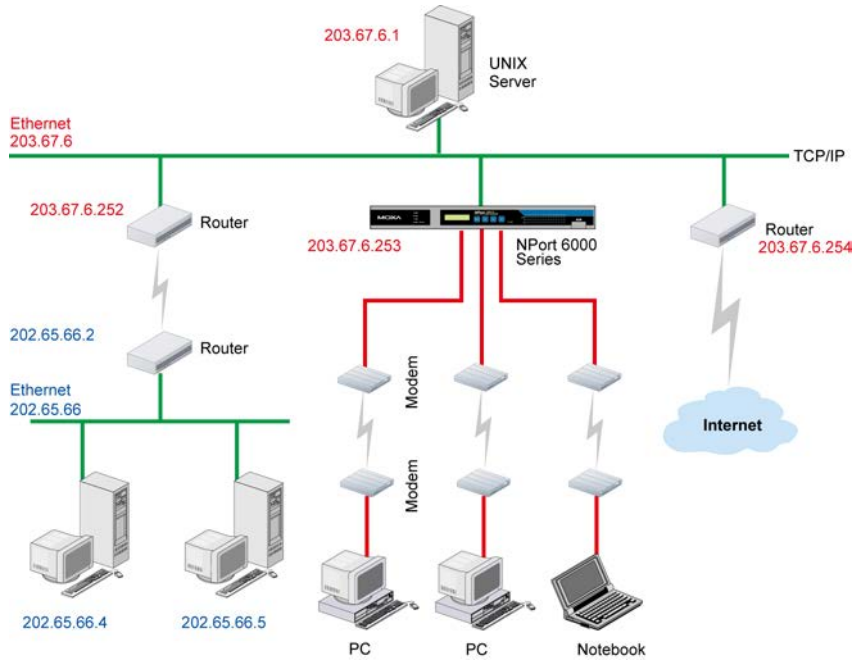 203.67.6.1
UNIX
Server
Ethernet
203.67.6
TCP/IP
203.67.6.252
Router
MOXA
203.67.6.253
NPort 6000
Series
Router
203.67.6.254
202.65.66.2
Router
Ethernet
202.65.66
Modem
Internet
Modem
202.65.66.4
202.65.66.5
PC
PC
Notebook